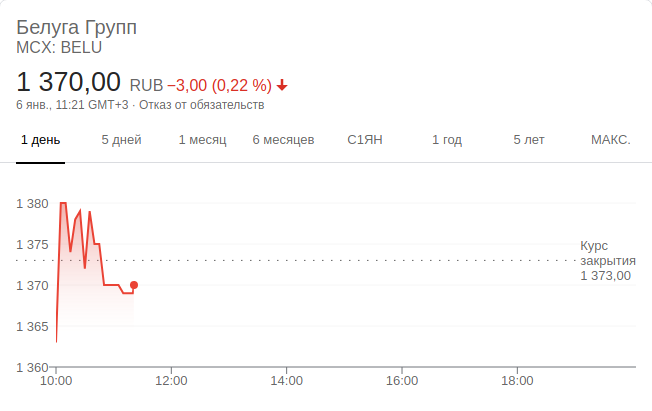 Белуга Групп
MCX: BELU
1 370,00 RUB −3,00 (0,22 %)
6 янв., 11:21 GMT+3 · Отказ от обязательств
1 день 5 дней 1 месяц 6 месяцев С1ЯН 1 год 5 лет МАКС.
1 380
1 375
1 370
1 365
1 360
Курс
закрытия
1 373,00
10:00 12:00 14:00 16:00 18:00